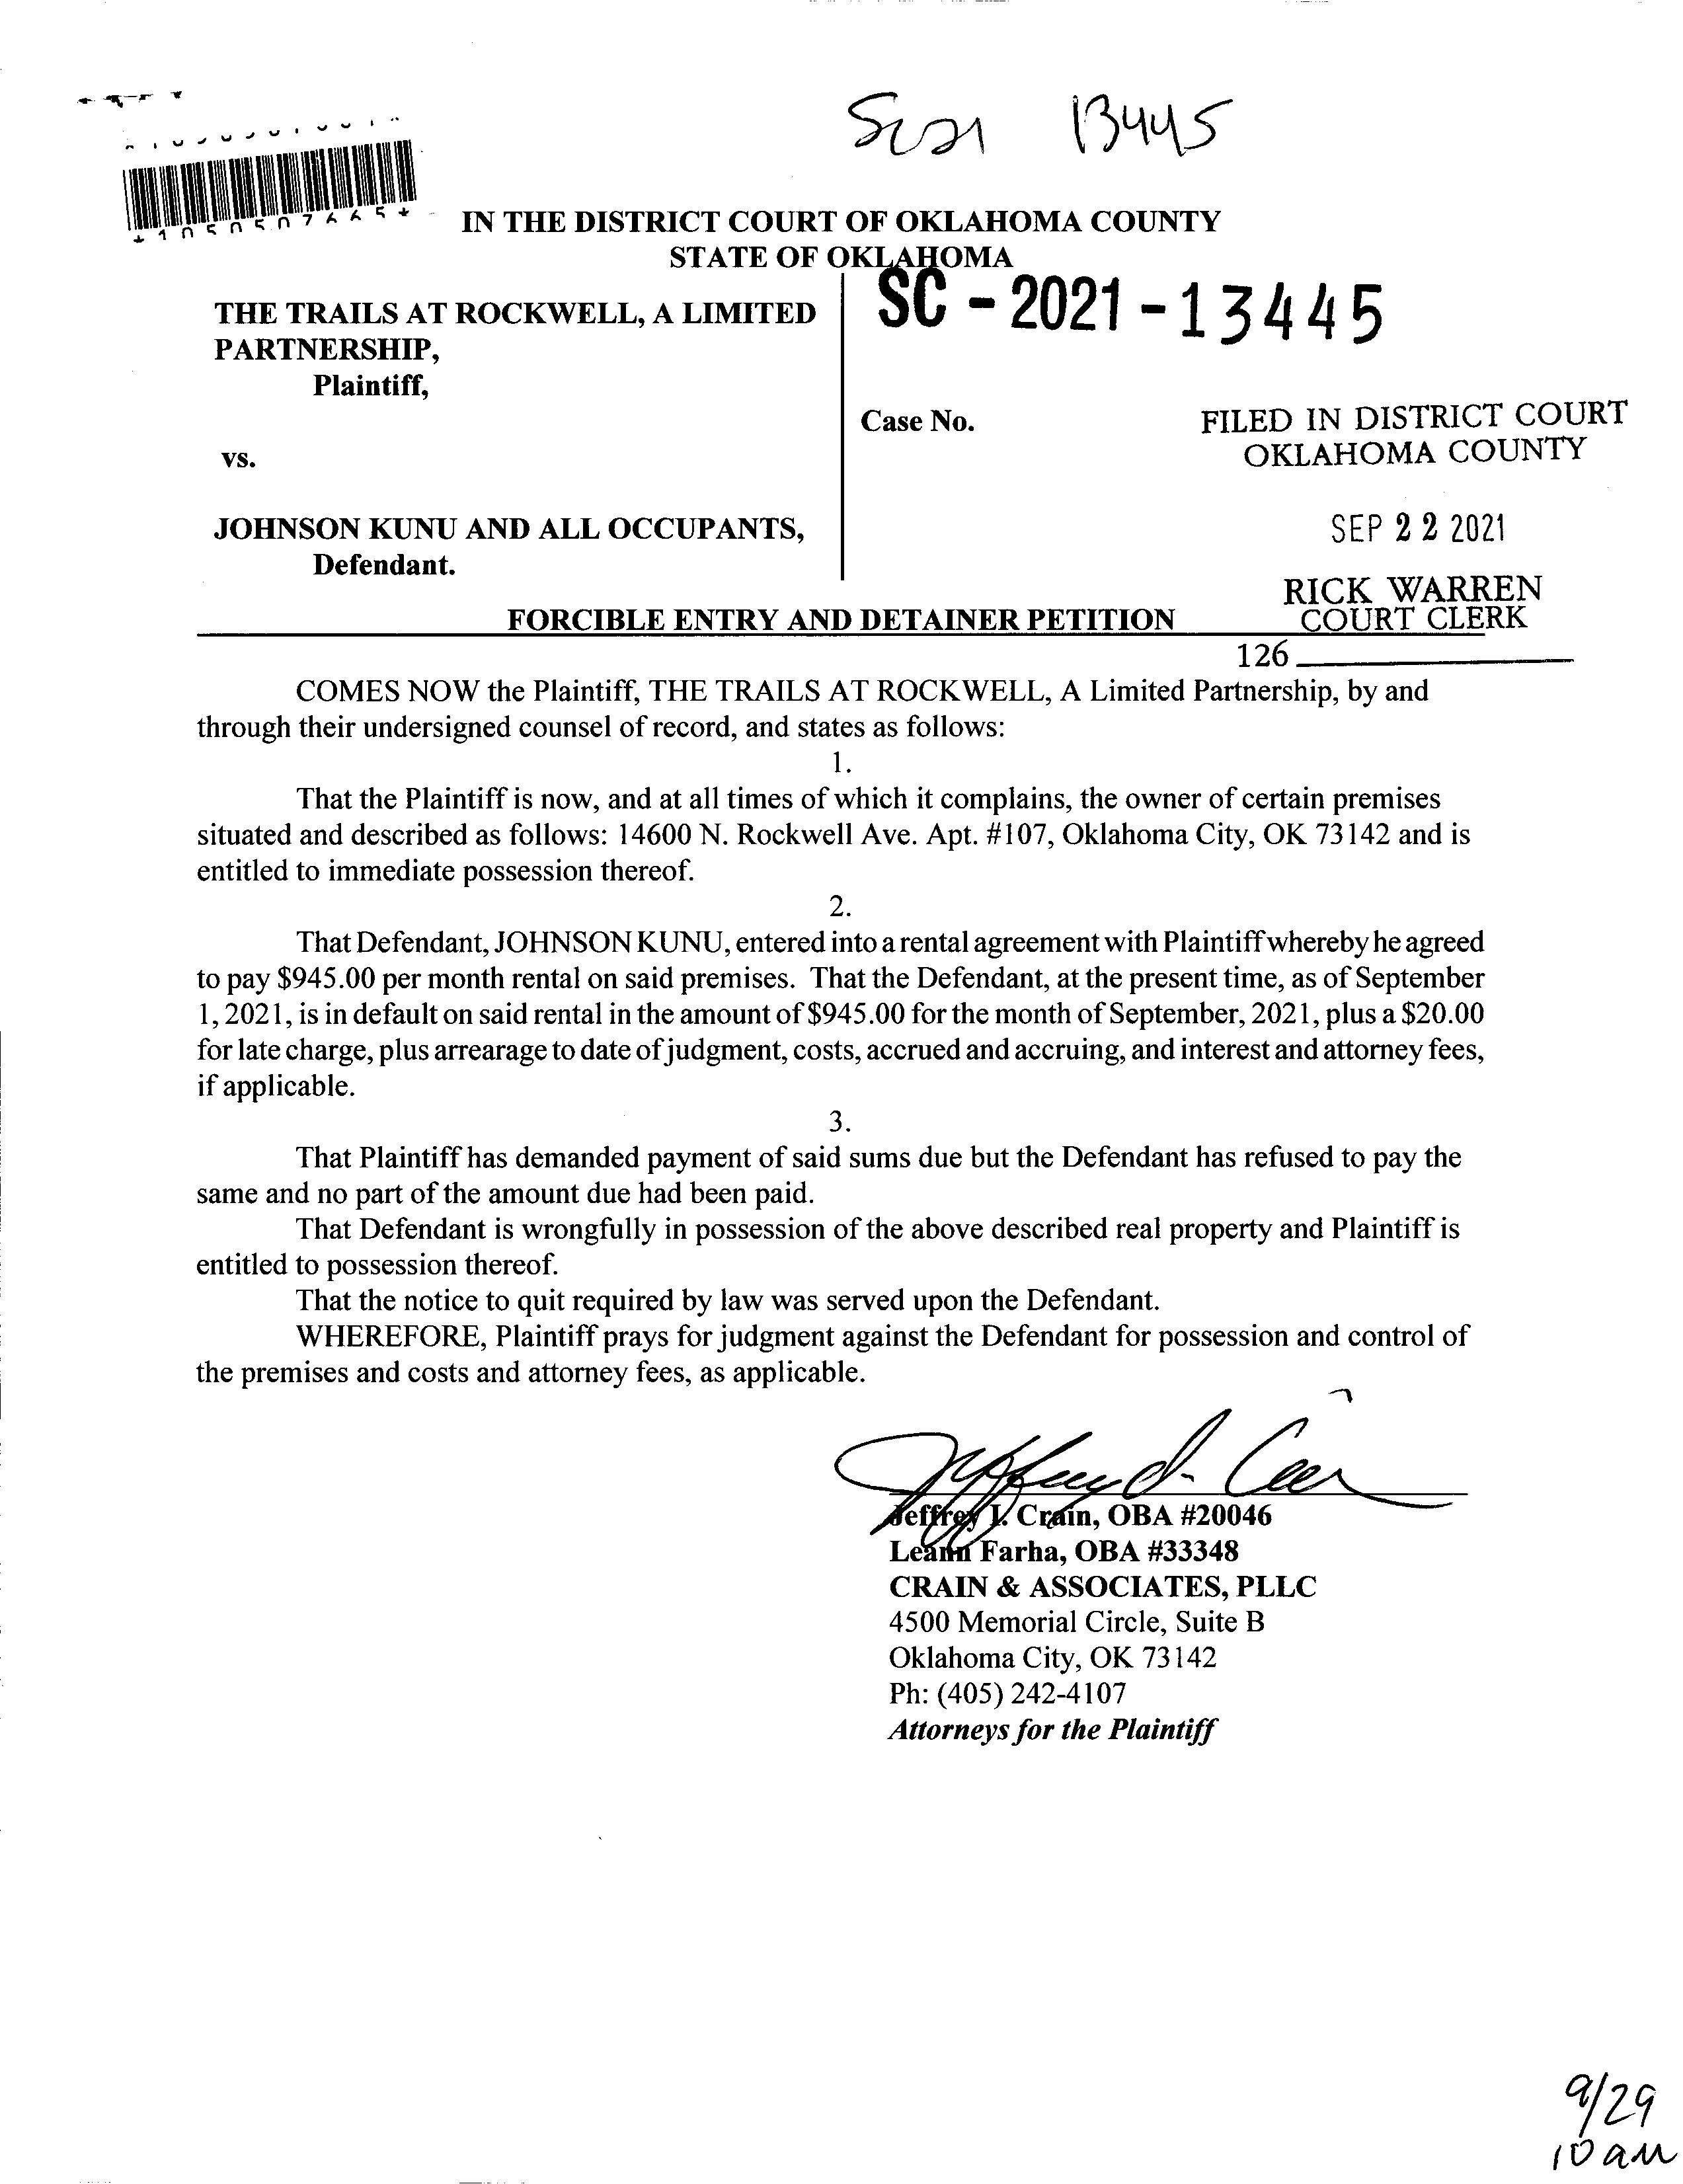 SC21 13445
*1050507665*
IN THE DISTRICT COURT OF OKLAHOMA COUNTY
STATE OF OKLAHOMA
THE TRAILS AT ROCKWELL, A LIMITED
PARTNERSHIP,
Plaintiff,
vs.
JOHNSON KUNU AND ALL OCCUPANTS,
Defendant.
SC - 2021 - 13445
Case No.
FILED IN DISTRICT COURT
OKLAHOMA COUNTY
SEP 22 2021
RICK WARREN
COURT CLERK
126
FORCIBLE ENTRY AND DETAINER PETITION
COMES NOW the Plaintiff, THE TRAILS AT ROCKWELL, A Limited Partnership, by and
through their undersigned counsel of record, and states as follows:
1.
That the Plaintiff is now, and at all times of which it complains, the owner of certain premises
situated and described as follows: 14600 N. Rockwell Ave. Apt. #107, Oklahoma City, OK 73142 and is
entitled to immediate possession thereof.
2.
That Defendant, JOHNSON KUNU, entered into a rental agreement with Plaintiff whereby he agreed
to pay $945.00 per month rental on said premises. That the Defendant, at the present time, as of September
1, 2021, is in default on said rental in the amount of $945.00 for the month of September, 2021, plus a $20.00
for late charge, plus arrearage to date of judgment, costs, accrued and accruing, and interest and attorney fees,
if applicable.
3.
That Plaintiff has demanded payment of said sums due but the Defendant has refused to pay the
same and no part of the amount due had been paid.
That Defendant is wrongfully in possession of the above described real property and Plaintiff is
entitled to possession thereof.
That the notice to quit required by law was served upon the Defendant.
WHEREFORE, Plaintiff prays for judgment against the Defendant for possession and control of
the premises and costs and attorney fees, as applicable.
Jeffrey J. Crain, OBA #20046
Leann Farha, OBA #33348
CRAIN & ASSOCIATES, PLLC
4500 Memorial Circle, Suite B
Oklahoma City, OK 73142
Ph: (405) 242-4107
Attorneys for the Plaintiff
9/29
10 am